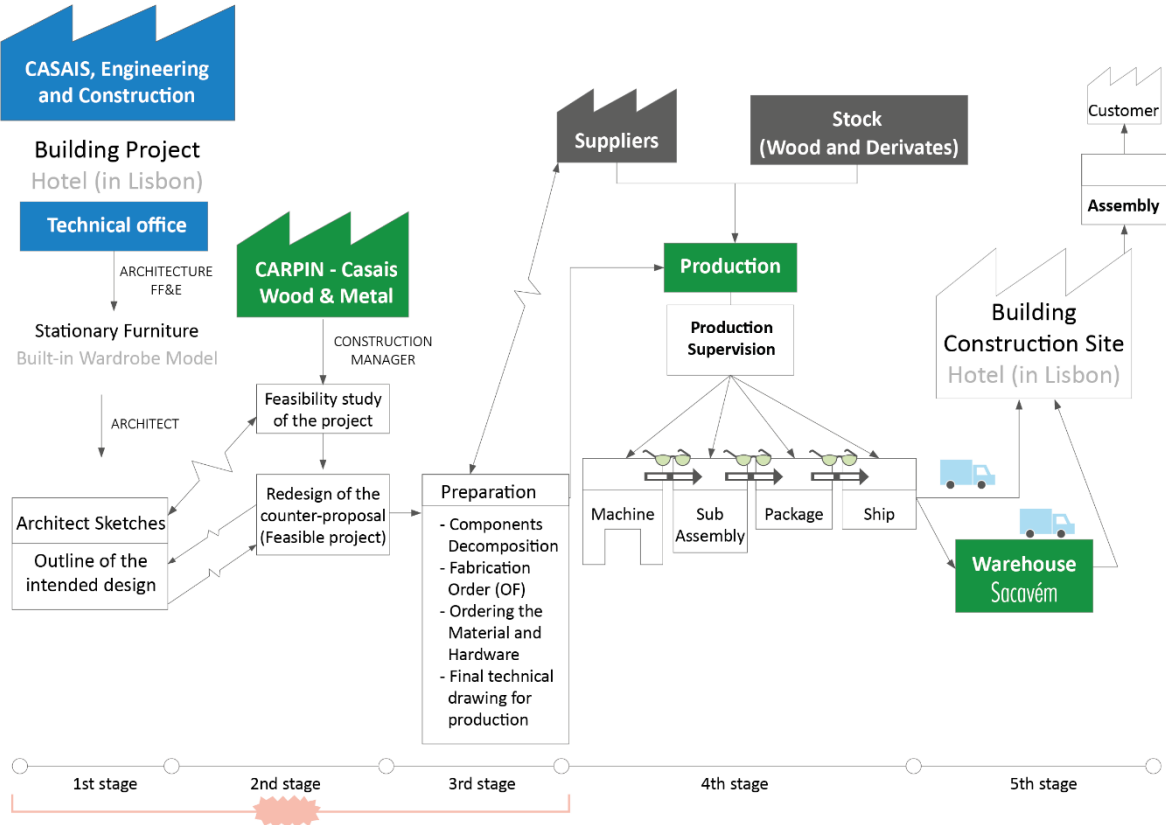 CASAIS, Engineering
and Construction
Building Project
Hotel (in Lisbon)
Technical office
ARCHITECTURE
FF&E
Stationary Furniture
Built-in Wardrobe Model
ARCHITECT
Architect Sketches
Outline of the
intended design
CARPIN - Casais
Wood & Metal
CONSTRUCTION
MANAGER
Feasibility study
of the project
Redesign of the
counter-proposal
(Feasible project)
Preparation
- Components
Decomposition
- Fabrication
Order (OF)
- Ordering the
Material and
Hardware
- Final technical
drawing for
production
Suppliers
Stock
(Wood and Derivates)
Production
Production
Supervision
Machine
Sub
Assembly
Package
Ship
Warehouse
Sacavém
Building
Construction Site
Hotel (in Lisbon)
Assembly
Customer
1st stage
2nd stage
3rd stage
4th stage
5th stage